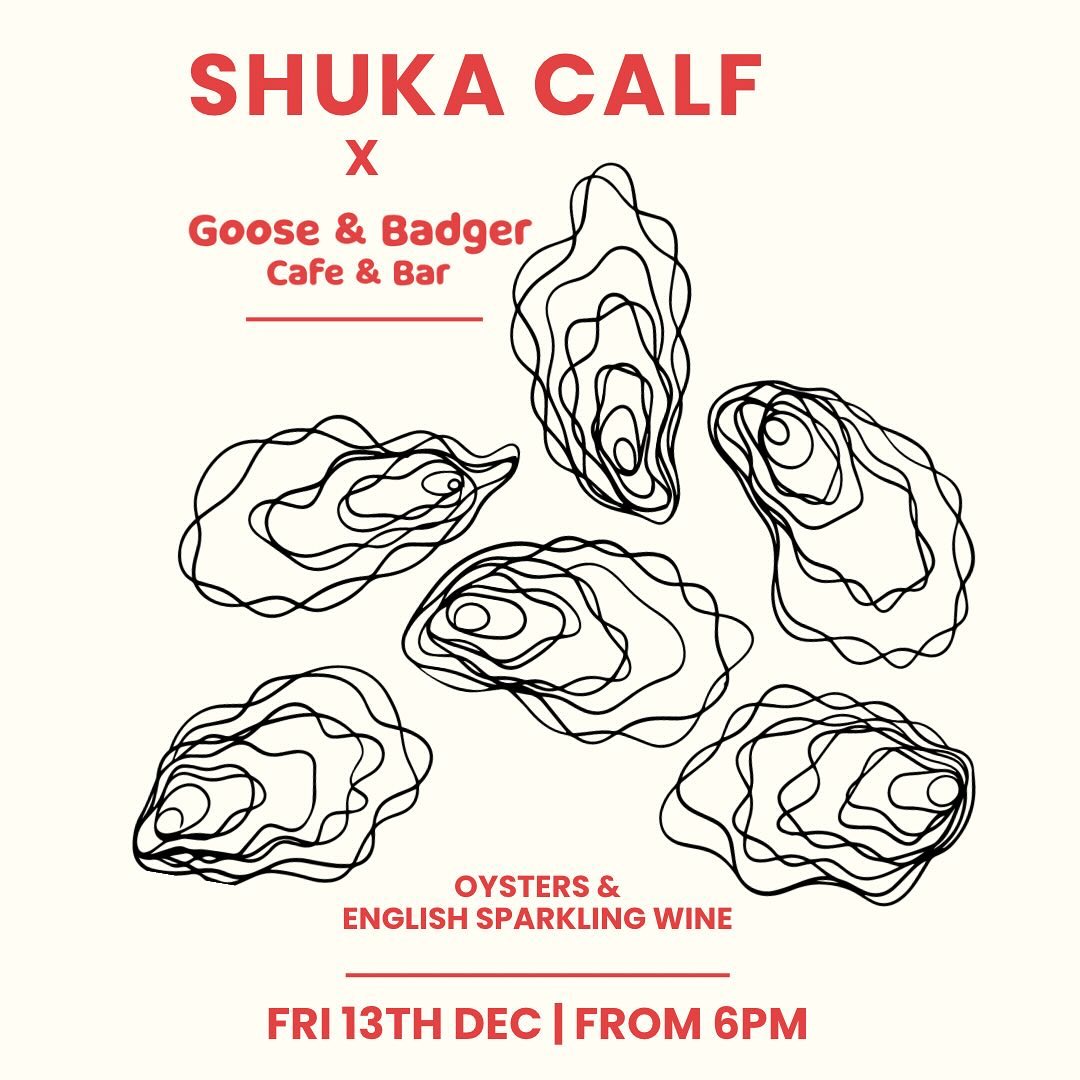 SHUKA CALF
X
Goose & Badger
Cafe & Bar
OYSTERS &
ENGLISH SPARKLING WINE
FRI 13TH DEC | FROM 6PM